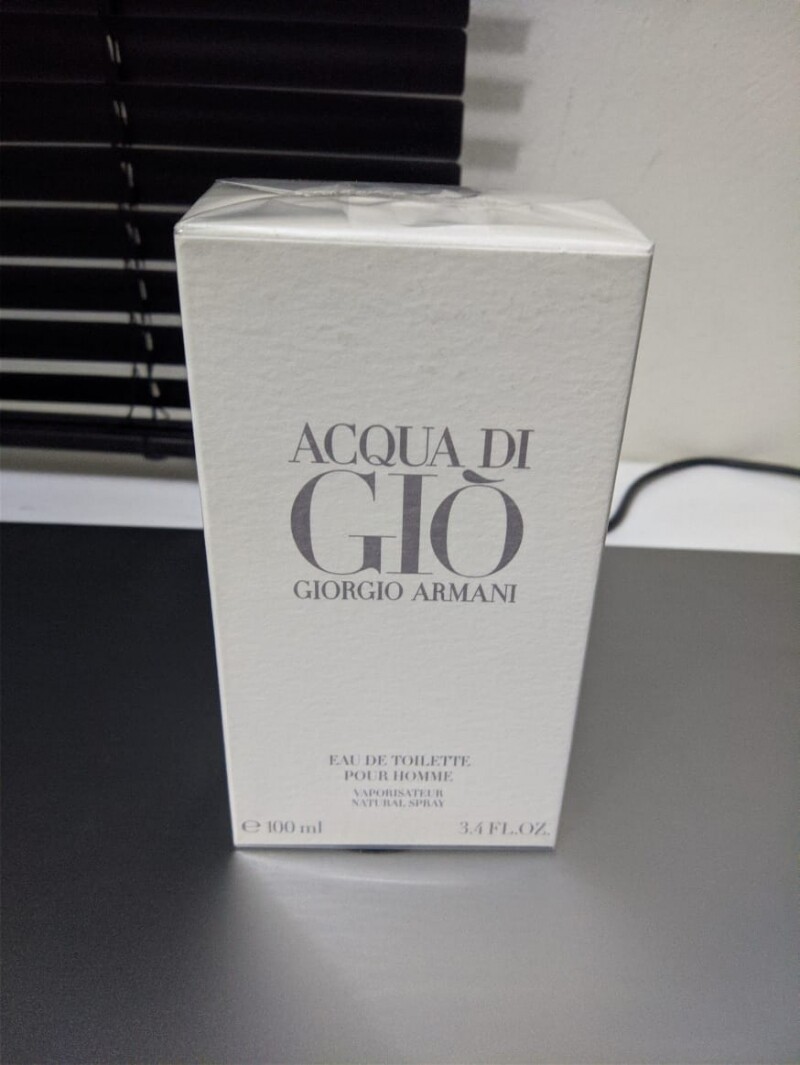 ACQUA DI
GIÒ
GIORGIO ARMANI
EAU DE TOILETTE
POUR HOMME
VAPORISATEUR
NATURAL SPRAY
℮ 100 ml 3.4 FL.OZ.